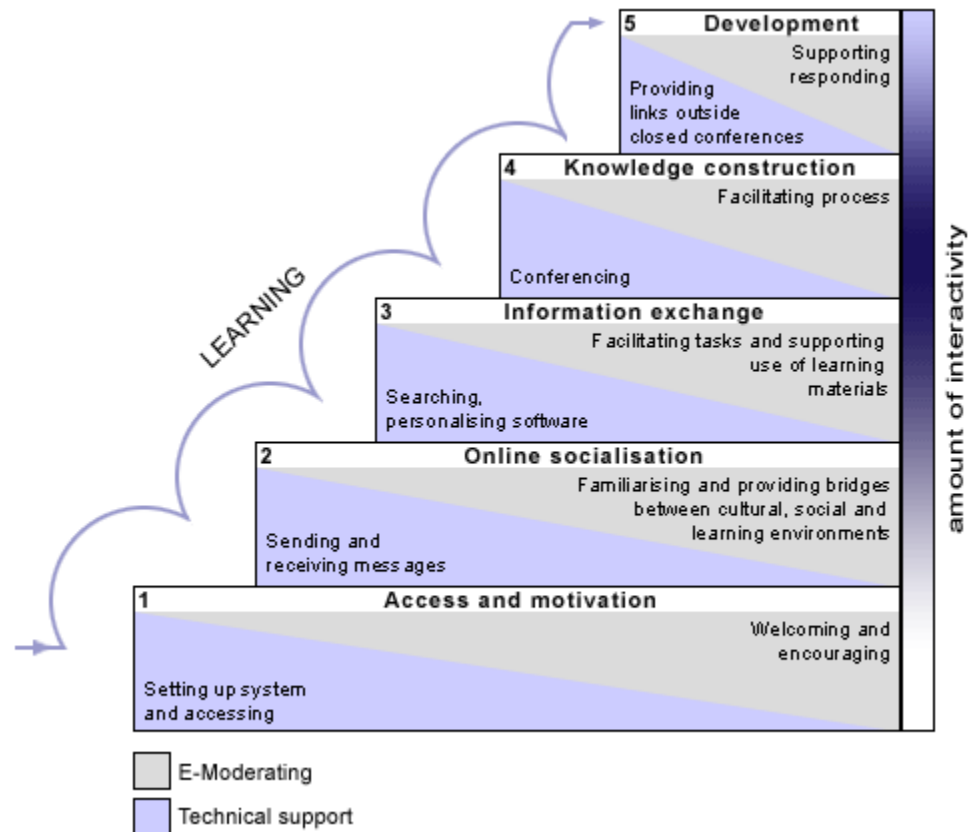 5 Development
Supporting
responding
Providing
links outside
closed conferences
4 Knowledge construction
Facilitating process
Conferencing
3 Information exchange
Facilitating tasks and supporting
use of learning
materials
Searching,
personalising software
2 Online socialisation
Familiarising and providing bridges
between cultural, social and
learning environments
Sending and
receiving messages
1 Access and motivation
Welcoming and
encouraging
Setting up system
and accessing
LEARNING
amount of interactivity
E-Moderating
Technical support